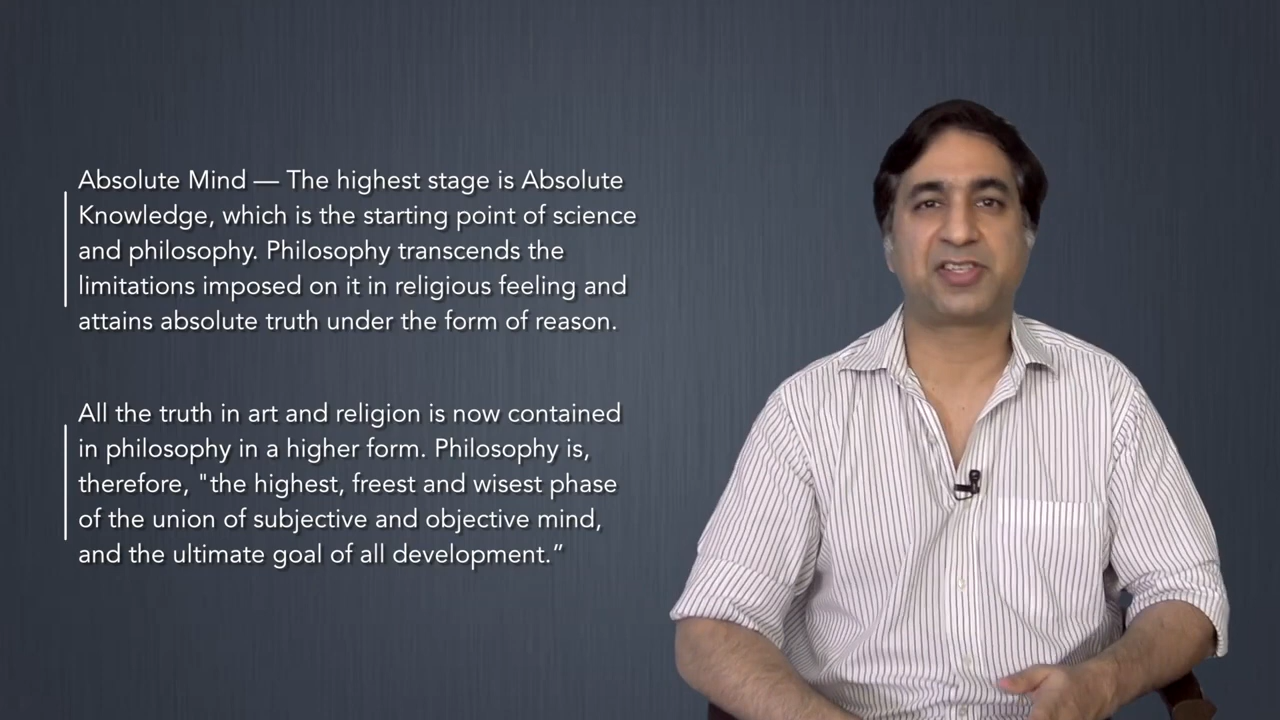 Absolute Mind — The highest stage is Absolute
Knowledge, which is the starting point of science
and philosophy. Philosophy transcends the
limitations imposed on it in religious feeling and
attains absolute truth under the form of reason.
All the truth in art and religion is now contained
in philosophy in a higher form. Philosophy is,
therefore, "the highest, freest and wisest phase
of the union of subjective and objective mind,
and the ultimate goal of all development.”